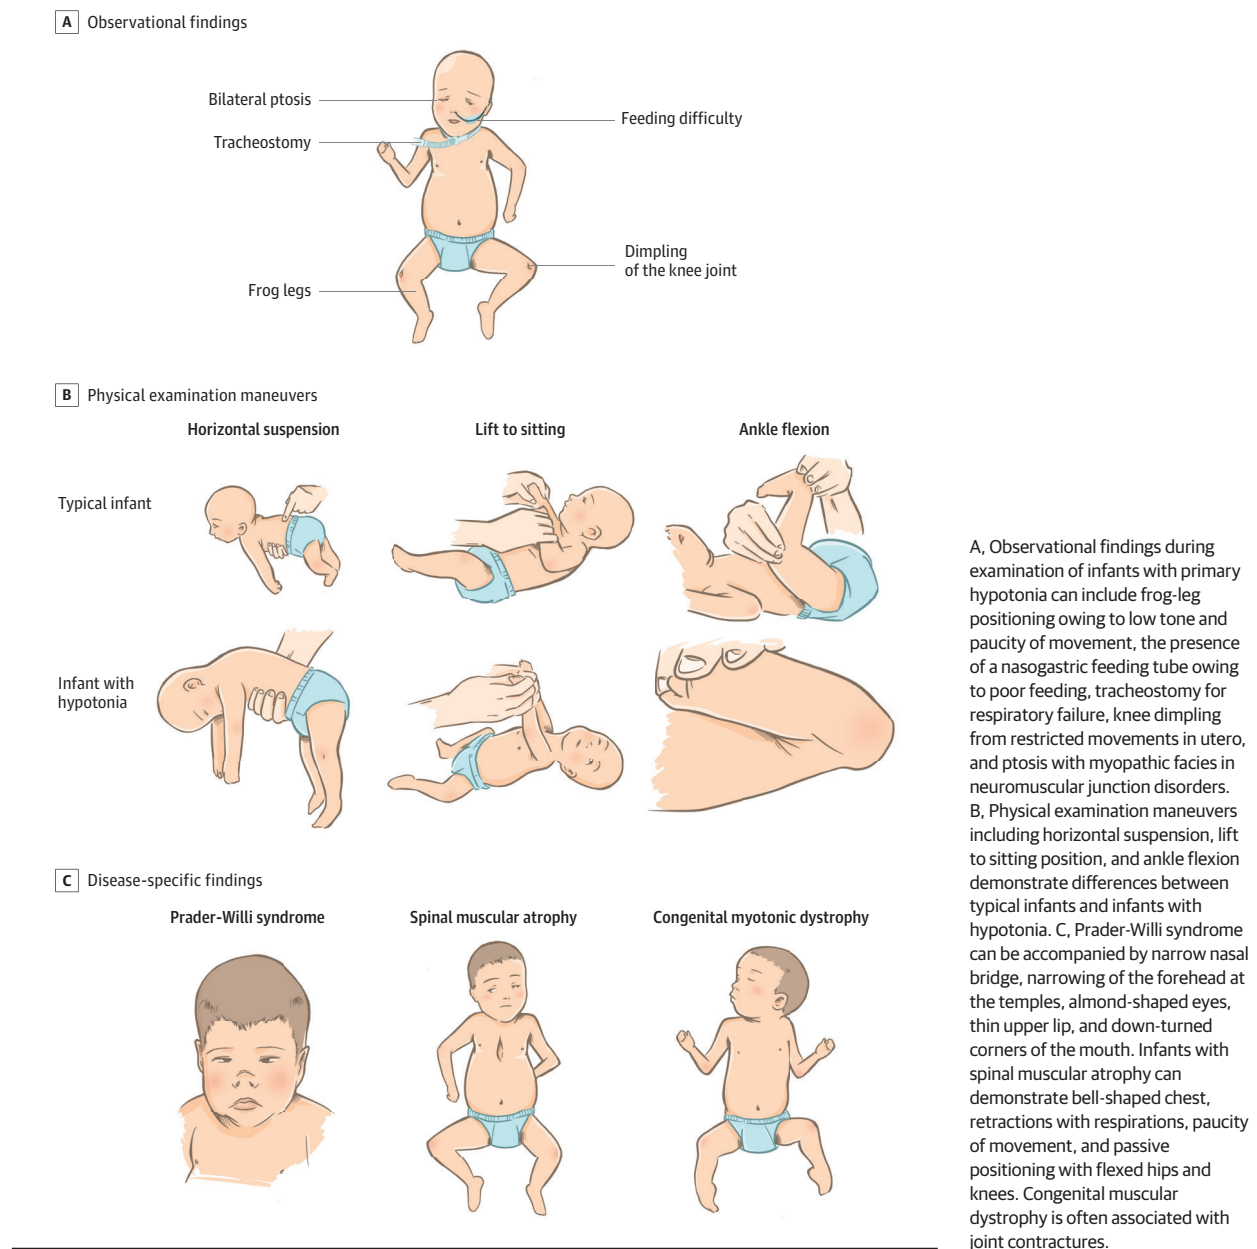 A Observational findings
Bilateral ptosis
Feeding difficulty
Tracheostomy
Dimpling
of the knee joint
Frog legs
B Physical examination maneuvers
Horizontal suspension
Lift to sitting
Ankle flexion
Typical infant
Infant with
hypotonia
C Disease-specific findings
Prader-Willi syndrome
Spinal muscular atrophy
Congenital myotonic dystrophy
A, Observational findings during
examination of infants with primary
hypotonia can include frog-leg
positioning owing to low tone and
paucity of movement, the presence
of a nasogastric feeding tube owing
to poor feeding, tracheostomy for
respiratory failure, knee dimpling
from restricted movements in utero,
and ptosis with myopathic facies in
neuromuscular junction disorders.
B, Physical examination maneuvers
including horizontal suspension, lift
to sitting position, and ankle flexion
demonstrate differences between
typical infants and infants with
hypotonia. C, Prader-Willi syndrome
can be accompanied by narrow nasal
bridge, narrowing of the forehead at
the temples, almond-shaped eyes,
thin upper lip, and down-turned
corners of the mouth. Infants with
spinal muscular atrophy can
demonstrate bell-shaped chest,
retractions with respirations, paucity
of movement, and passive
positioning with flexed hips and
knees. Congenital muscular
dystrophy is often associated with
joint contractures.